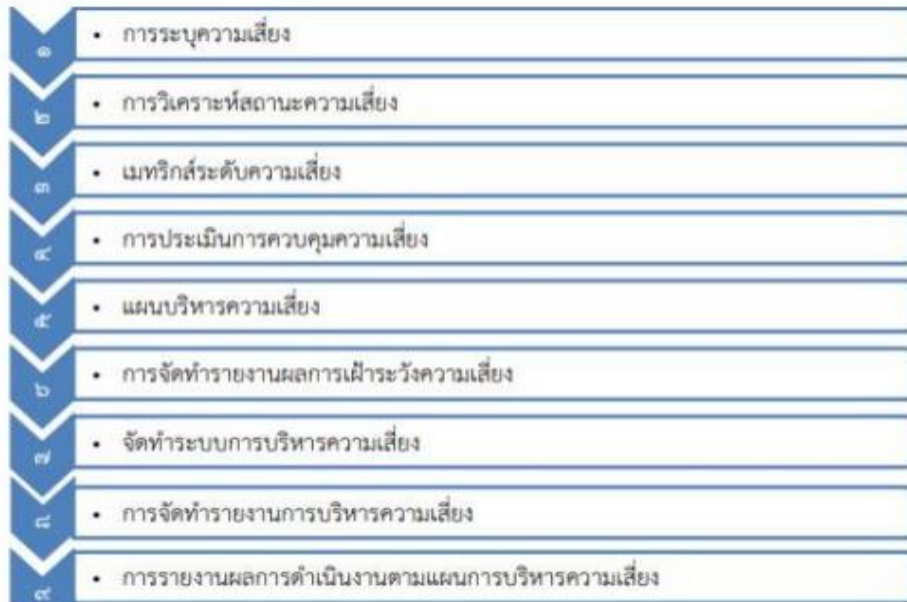 ๑ • การระบุความเสี่ยง
๒ • การวิเคราะห์สถานะความเสี่ยง
๓ • เมทริกส์ระดับความเสี่ยง
๔ • การประเมินการควบคุมความเสี่ยง
๕ • แผนบริหารความเสี่ยง
๖ • การจัดทำรายงานผลการเฝ้าระวังความเสี่ยง
๗ • จัดทำระบบการบริหารความเสี่ยง
๘ • การจัดทำรายงานการบริหารความเสี่ยง
๙ • การรายงานผลการดำเนินงานตามแผนการบริหารความเสี่ยง